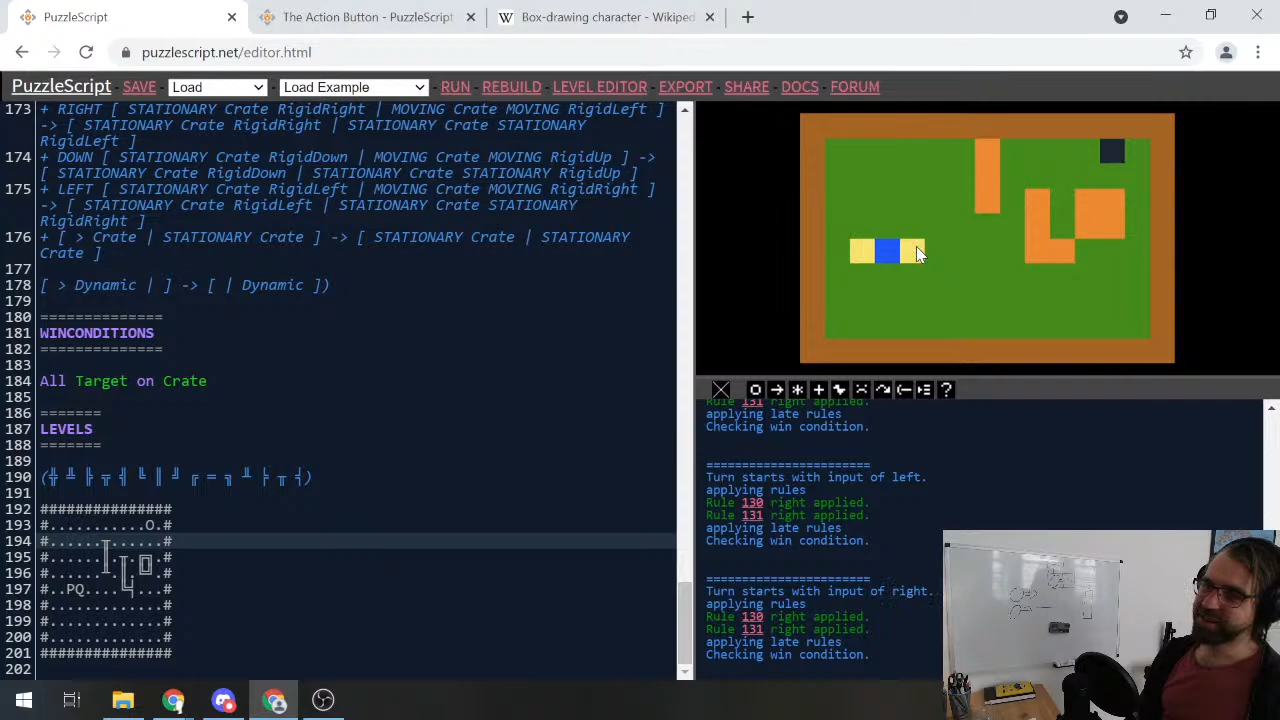 PuzzleScript
The Action Button - PuzzleScript
Box-drawing character - Wikiped
puzzlescript.net/editor.html
PuzzleScript SAVE Load Load Example RUN - REBUILD - LEVEL EDITOR - EXPORT - SHARE - DOCS - FORUM
173 + RIGHT [ STATIONARY Crate RigidRight | MOVING Crate MOVING RigidLeft ]
-> [ STATIONARY Crate RigidRight | STATIONARY Crate STATIONARY
RigidLeft ]
174 + DOWN [ STATIONARY Crate RigidDown | MOVING Crate MOVING RigidUp ] ->
[ STATIONARY Crate RigidDown | STATIONARY Crate STATIONARY RigidUp ]
175 + LEFT [ STATIONARY Crate RigidLeft | MOVING Crate MOVING RigidRight ]
-> [ STATIONARY Crate RigidLeft | STATIONARY Crate STATIONARY
RigidRight ]
176 + [ > Crate | STATIONARY Crate ] -> [ STATIONARY Crate | STATIONARY
Crate ]
177
178 [ > Dynamic | ] -> [ | Dynamic ])
179
180 ==============
181 WINCONDITIONS
182 ==============
183
184 All Target on Crate
185
186 =======
187 LEVELS
188 =======
189
190 (╬ ╩ ╠ ╦ ╣ ╚ ║ ╝ ╔ = ╗ ╨ ╞ ╥ ╡)
191
192 ###############
193 #...........O.#
194 #......╥......#
195 #......║.╥.╔╗.#
196 #......╨.║.╚╝.#
197 #..PQ....╚╡...#
198 #.............#
199 #.............#
200 #.............#
201 ###############
202
Rule 131 right applied.
applying late rules
Checking win condition.
=======================
Turn starts with input of left.
applying rules
Rule 130 right applied.
Rule 131 right applied.
applying late rules
Checking win condition.
=======================
Turn starts with input of right.
applying rules
Rule 130 right applied.
Rule 131 right applied.
applying late rules
Checking win condition.